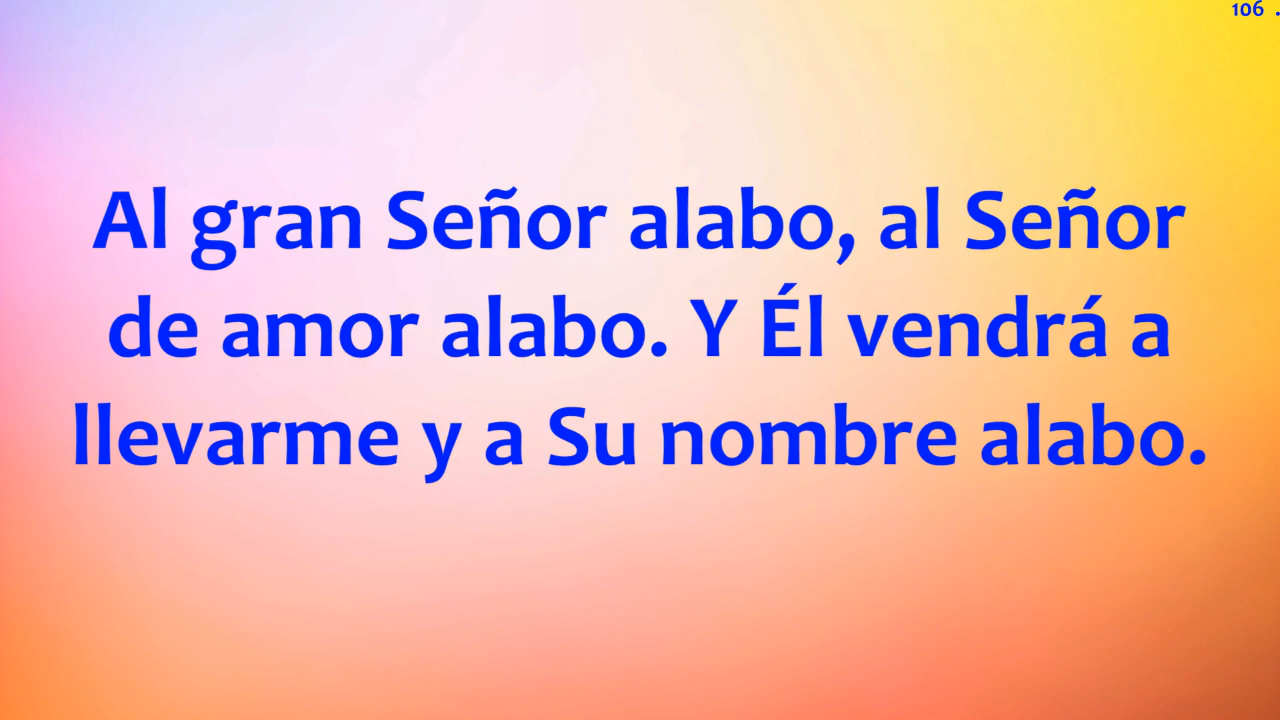 106 .
Al gran Señor alabo, al Señor
de amor alabo. Y Él vendrá a
llevarme y a Su nombre alabo.